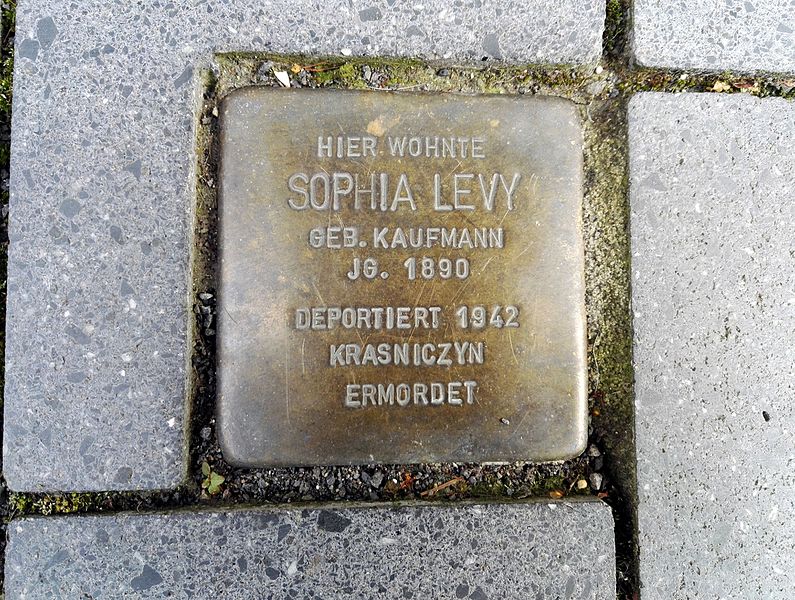 HIER WOHNTE
SOPHIA LEVY
GEB. KAUFMANN
JG. 1890
DEPORTIERT 1942
KRASNICZYN
ERMORDET